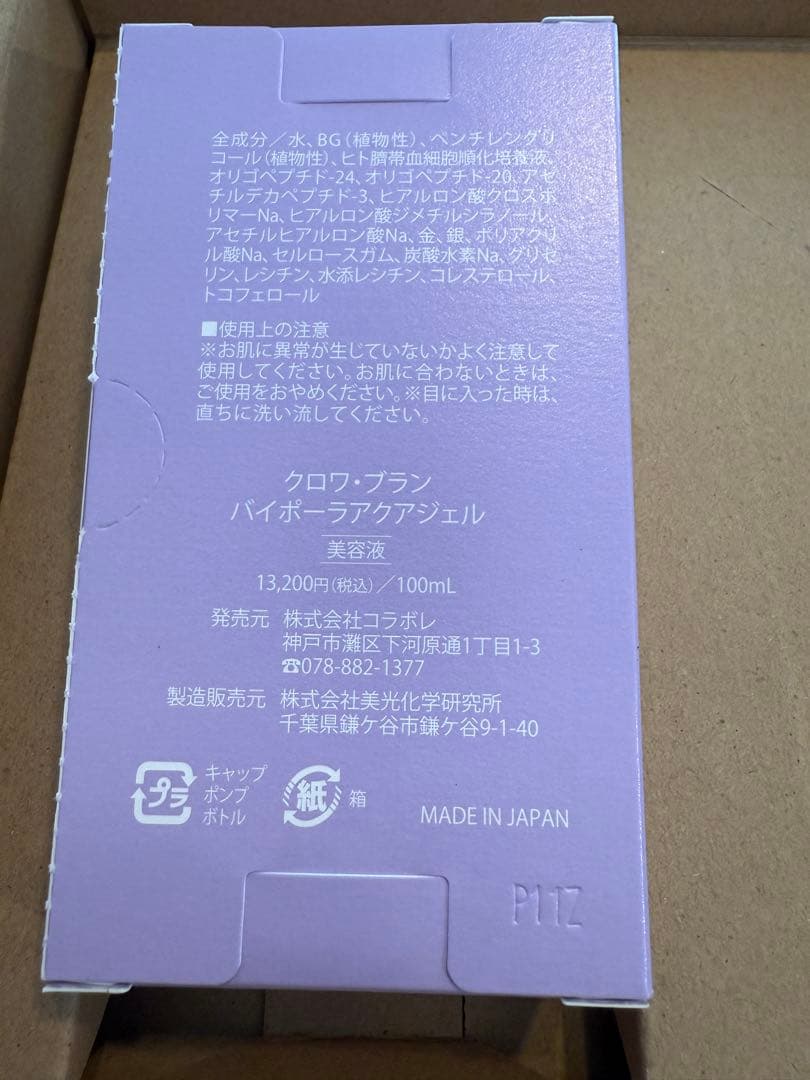 全成分／水、BG(植物性)、ペンチレングリ
コール(植物性)、ヒト臍帯血細胞順化培養液、
オリゴペプチド-24、オリゴペプチド-20、アセ
チルデカペプチド-3、ヒアルロン酸クロスポ
リマーNa、ヒアルロン酸ジメチルシラノール、
アセチルヒアルロン酸Na、金、銀、ポリアクリ
ル酸Na、セルロースガム、炭酸水素Na、グリセ
リン、レシチン、水添レシチン、コレステロール、
トコフェロール
■使用上の注意
※お肌に異常が生じていないかよく注意して
使用してください。お肌に合わないときは、
ご使用をおやめください。※目に入った時は、
直ちに洗い流してください。
クロワ・ブラン
バイポーラアクアジェル
美容液
13,200円(税込)／100mL
発売元 株式会社コラボレ
神戸市灘区下河原通1丁目1-3
☎078-882-1377
製造販売元 株式会社美光化学研究所
千葉県鎌ケ谷市鎌ケ谷9-1-40
プラ
キャップ
ポンプ
ボトル
紙
箱
MADE IN JAPAN
P11Z